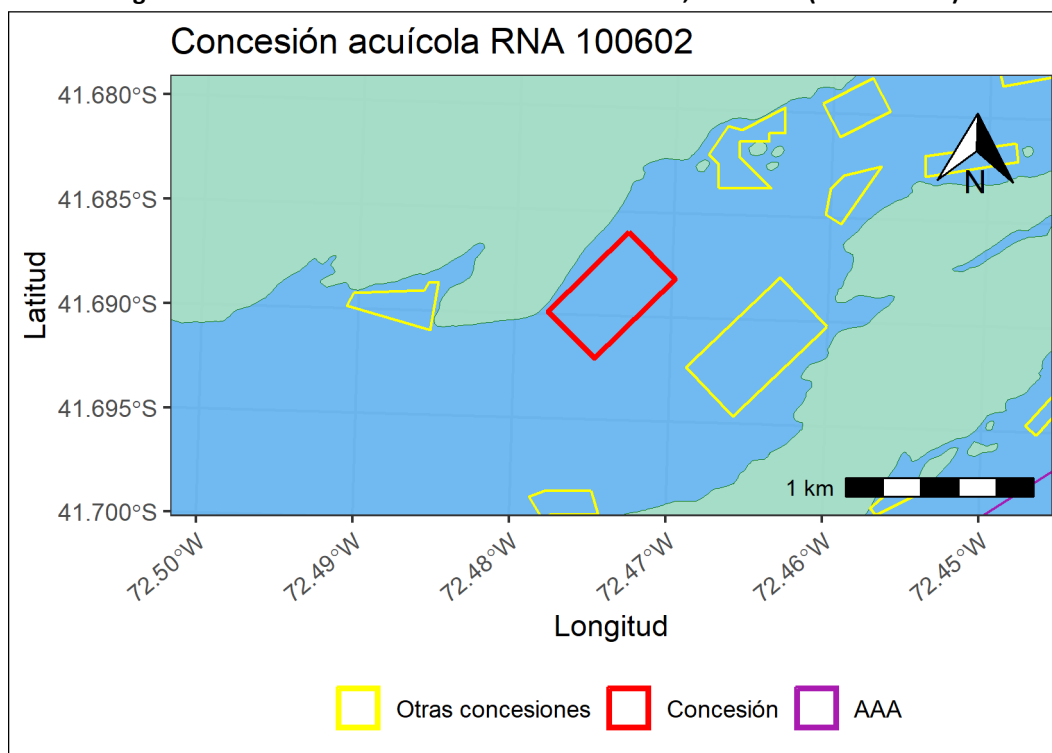 Concesión acuícola RNA 100602
41.680°S
41.685°S
41.690°S
41.695°S
41.700°S
Latitud
N
1 km
72.50°W
72.49°W
72.48°W
72.47°W
72.46°W
72.45°W
Longitud
Otras concesiones
Concesión
AAA